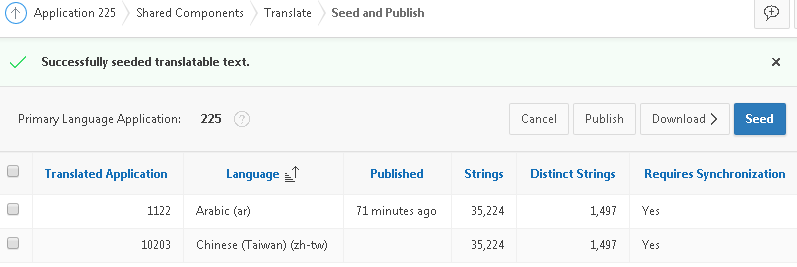 Application 225 Shared Components Translate Seed and Publish
Successfully seeded translatable text.
Primary Language Application: 225 ? Cancel Publish Download Seed
Translated Application Language Published Strings Distinct Strings Requires Synchronization
1122 Arabic (ar) 71 minutes ago 35,224 1,497 Yes
10203 Chinese (Taiwan) (zh-tw) 35,224 1,497 Yes